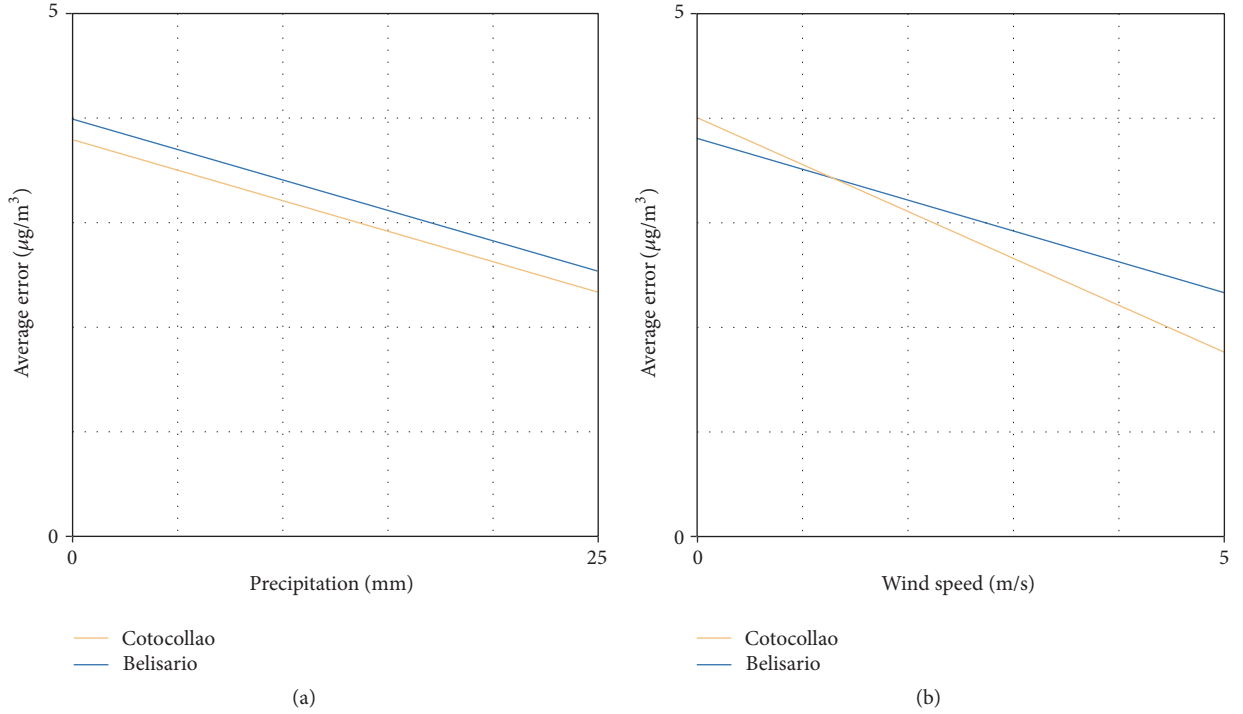 5
Average error (μg/m³)
0
0
25
Precipitation (mm)
Cotocollao
Belisario
(a)
5
Average error (μg/m³)
0
0
5
Wind speed (m/s)
Cotocollao
Belisario
(b)